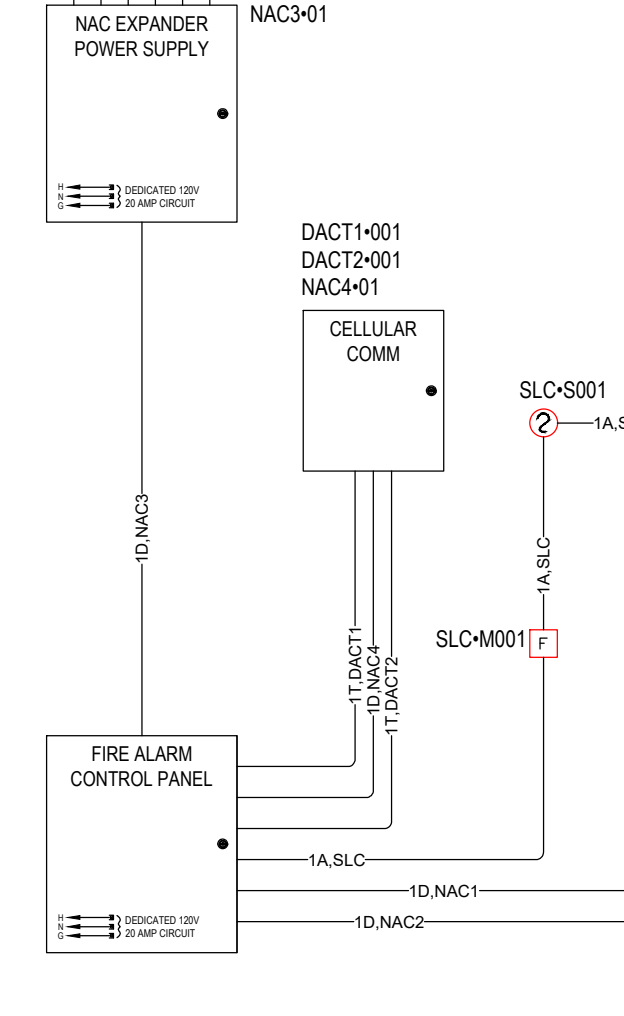 NAC3•01
NAC EXPANDER
POWER SUPPLY
H
N
G
DEDICATED 120V
20 AMP CIRCUIT
DACT1•001
DACT2•001
NAC4•01
CELLULAR
COMM
SLC•S001
1A,S
1D,NAC3
1A,SLC
SLC•M001
F
1T,DACT1
1D,NAC4
1T,DACT2
FIRE ALARM
CONTROL PANEL
1A,SLC
1D,NAC1
1D,NAC2
H
N
G
DEDICATED 120V
20 AMP CIRCUIT